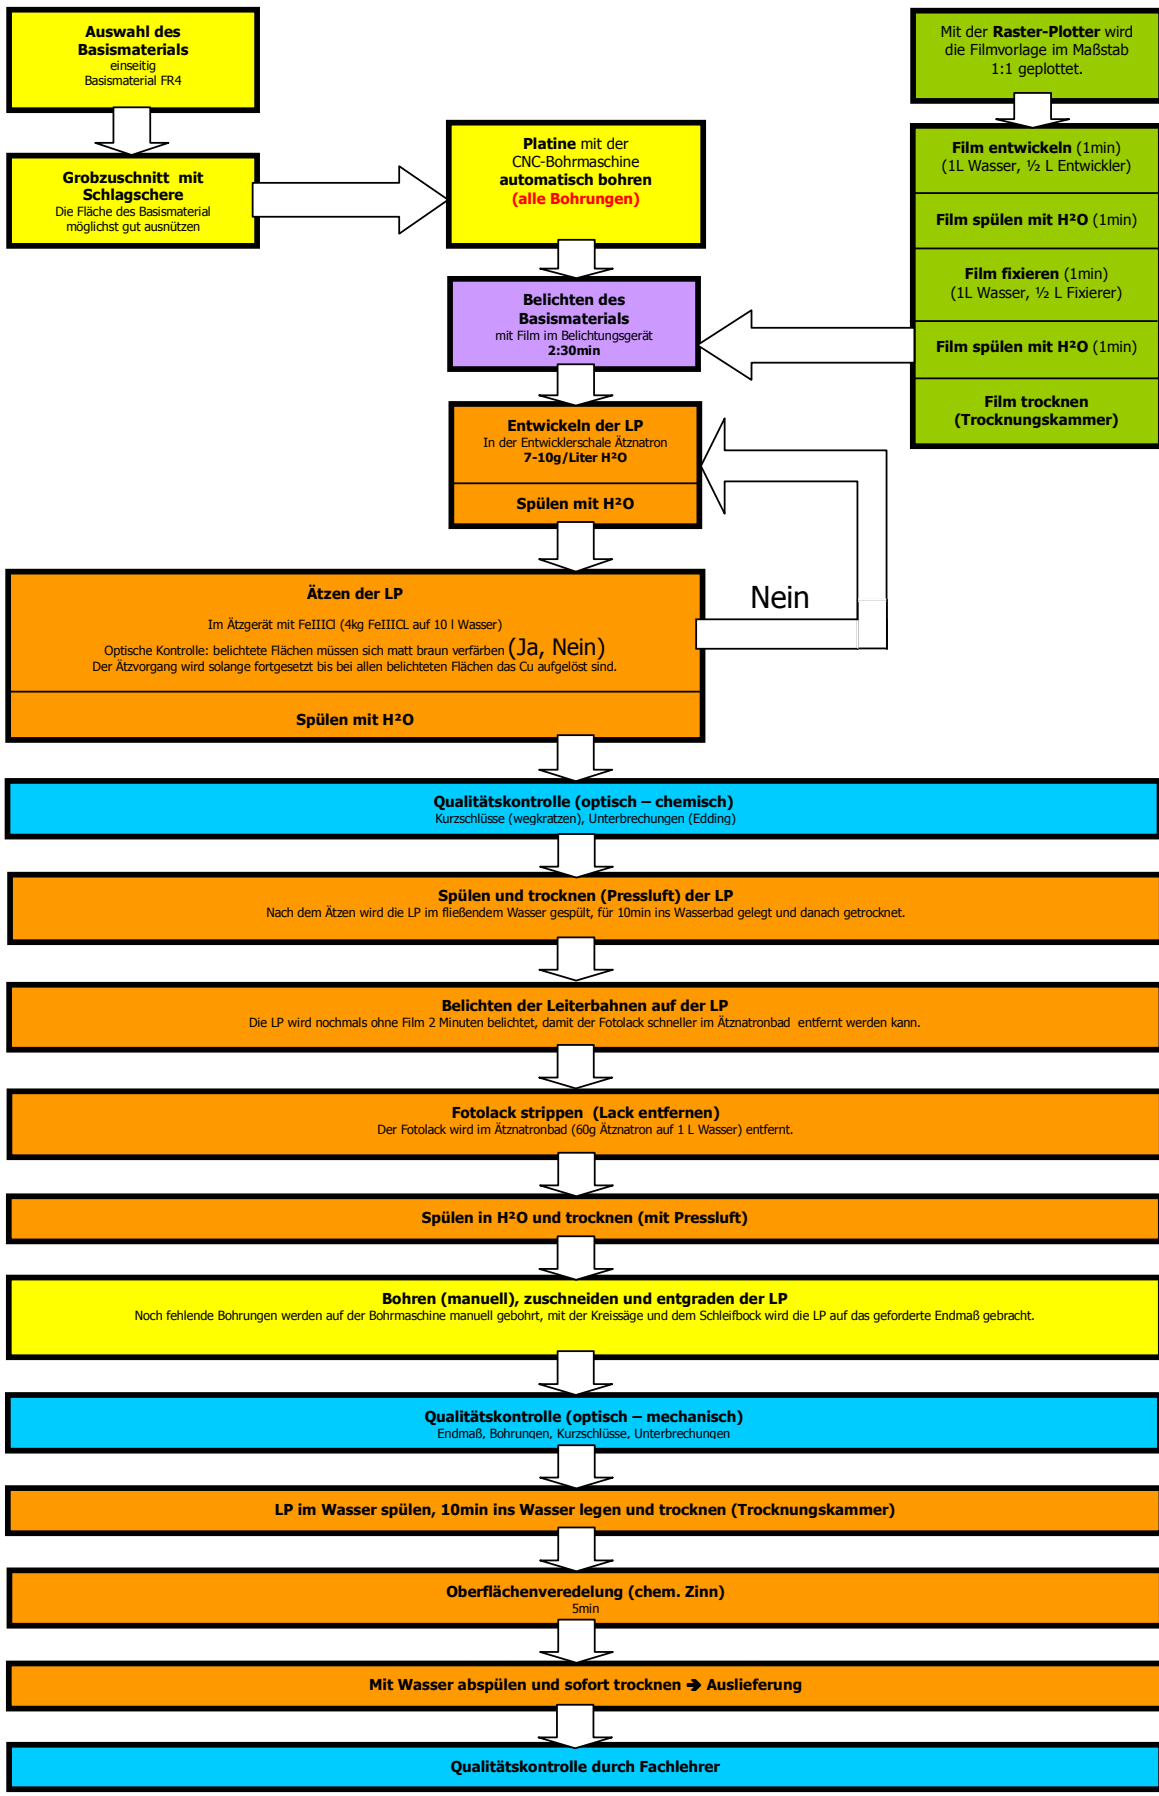 Auswahl des
Basismaterials
einseitig
Basismaterial FR4
Grobzuschnitt mit
Schlagschere
Die Fläche des Basismaterial
möglichst gut ausnützen
Platine mit der
CNC-Bohrmaschine
automatisch bohren
(alle Bohrungen)
Mit der Raster-Plotter wird
die Filmvorlage im Maßstab
1:1 geplottet.
Film entwickeln (1min)
(1L Wasser, ½ L Entwickler)
Film spülen mit H²O (1min)
Film fixieren (1min)
(1L Wasser, ½ L Fixierer)
Film spülen mit H²O (1min)
Film trocknen
(Trocknungskammer)
Belichten des
Basismaterials
mit Film im Belichtungsgerät
2:30min
Entwickeln der LP
In der Entwicklerschale Ätznatron
7-10g/Liter H²O
Spülen mit H²O
Nein
Ätzen der LP
Im Ätzgerät mit FeIIICl (4kg FeIIICL auf 10 l Wasser)
Optische Kontrolle: belichtete Flächen müssen sich matt braun verfärben (Ja, Nein)
Der Ätzvorgang wird solange fortgesetzt bis bei allen belichteten Flächen das Cu aufgelöst sind.
Spülen mit H²O
Qualitätskontrolle (optisch – chemisch)
Kurzschlüsse (wegkratzen), Unterbrechungen (Edding)
Spülen und trocknen (Pressluft) der LP
Nach dem Ätzen wird die LP im fließendem Wasser gespült, für 10min ins Wasserbad gelegt und danach getrocknet.
Belichten der Leiterbahnen auf der LP
Die LP wird nochmals ohne Film 2 Minuten belichtet, damit der Fotolack schneller im Ätznatronbad entfernt werden kann.
Fotolack strippen (Lack entfernen)
Der Fotolack wird im Ätznatronbad (60g Ätznatron auf 1 L Wasser) entfernt.
Spülen in H²O und trocknen (mit Pressluft)
Bohren (manuell), zuschneiden und entgraden der LP
Noch fehlende Bohrungen werden auf der Bohrmaschine manuell gebohrt, mit der Kreissäge und dem Schleifbock wird die LP auf das geforderte Endmaß gebracht.
Qualitätskontrolle (optisch – mechanisch)
Endmaß, Bohrungen, Kurzschlüsse, Unterbrechungen
LP im Wasser spülen, 10min ins Wasser legen und trocknen (Trocknungskammer)
Oberflächenveredelung (chem. Zinn)
5min
Mit Wasser abspülen und sofort trocknen ➔ Auslieferung
Qualitätskontrolle durch Fachlehrer